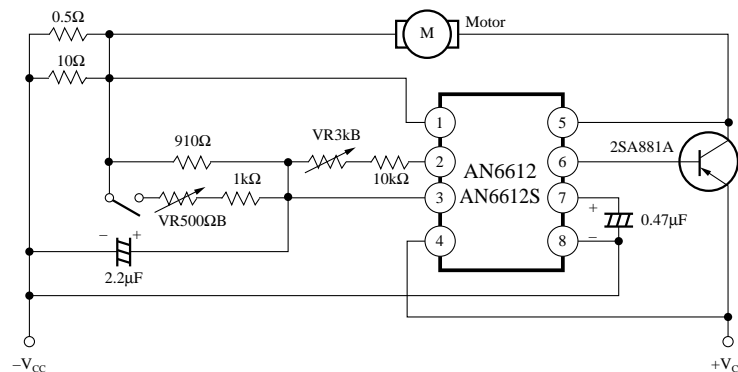 0.5Ω
M
Motor
10Ω
1
5
910Ω
VR3kB
2
6
2SA881A
AN6612
AN6612S
10kΩ
1kΩ
VR500ΩB
3
7
+
0.47μF
−
4
8
− +
2.2μF
−VCC
+VC